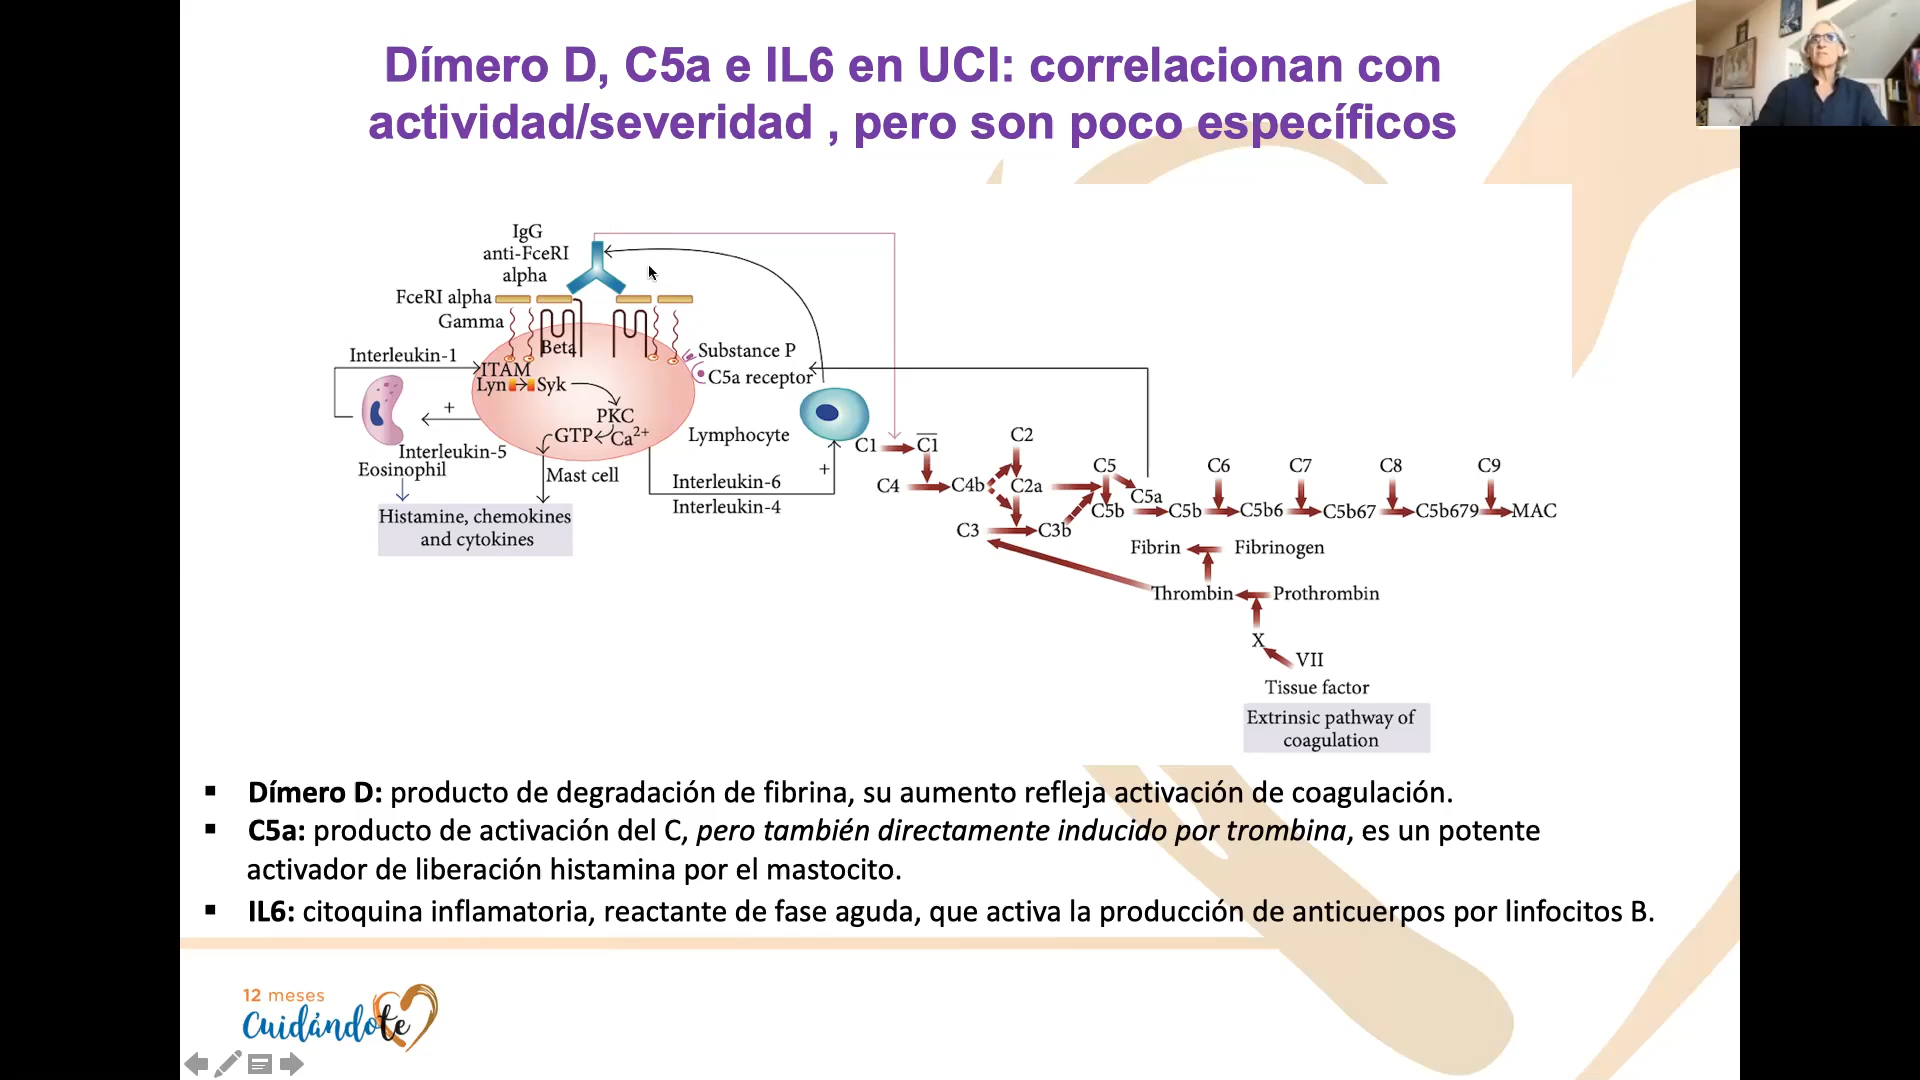 Dímero D, C5a e IL6 en UCI: correlacionan con
actividad/severidad , pero son poco específicos
IgG
anti-FceRI
alpha
FceRI alpha
Gamma
Beta
Interleukin-1
ITAM
Lyn
Syk
Substance P
C5a receptor
PKC
GTP
Ca2+
+
Interleukin-5
Eosinophil
Mast cell
Lymphocyte
Interleukin-6
Interleukin-4
+
Histamine, chemokines
and cytokines
C1
C1
C2
C4
C4b
C2a
C3
C3b
C5
C5a
C5b
C5b
C6
C5b6
C7
C5b67
C8
C5b679
C9
MAC
Fibrin
Fibrinogen
Thrombin
Prothrombin
X
VII
Tissue factor
Extrinsic pathway of
coagulation
▪ Dímero D: producto de degradación de fibrina, su aumento refleja activación de coagulación.
▪ C5a: producto de activación del C, pero también directamente inducido por trombina, es un potente
activador de liberación histamina por el mastocito.
▪ IL6: citoquina inflamatoria, reactante de fase aguda, que activa la producción de anticuerpos por linfocitos B.
12 meses
Cuidándote